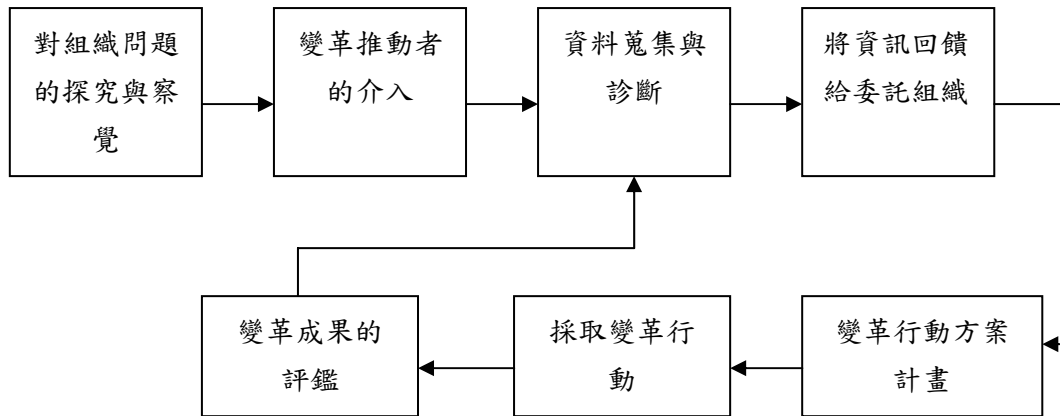 對組織問題
的探究與察
覺
變革推動者
的介入
資料蒐集與
診斷
將資訊回饋
給委託組織
變革行動方案
計畫
採取變革行
動
變革成果的
評鑑